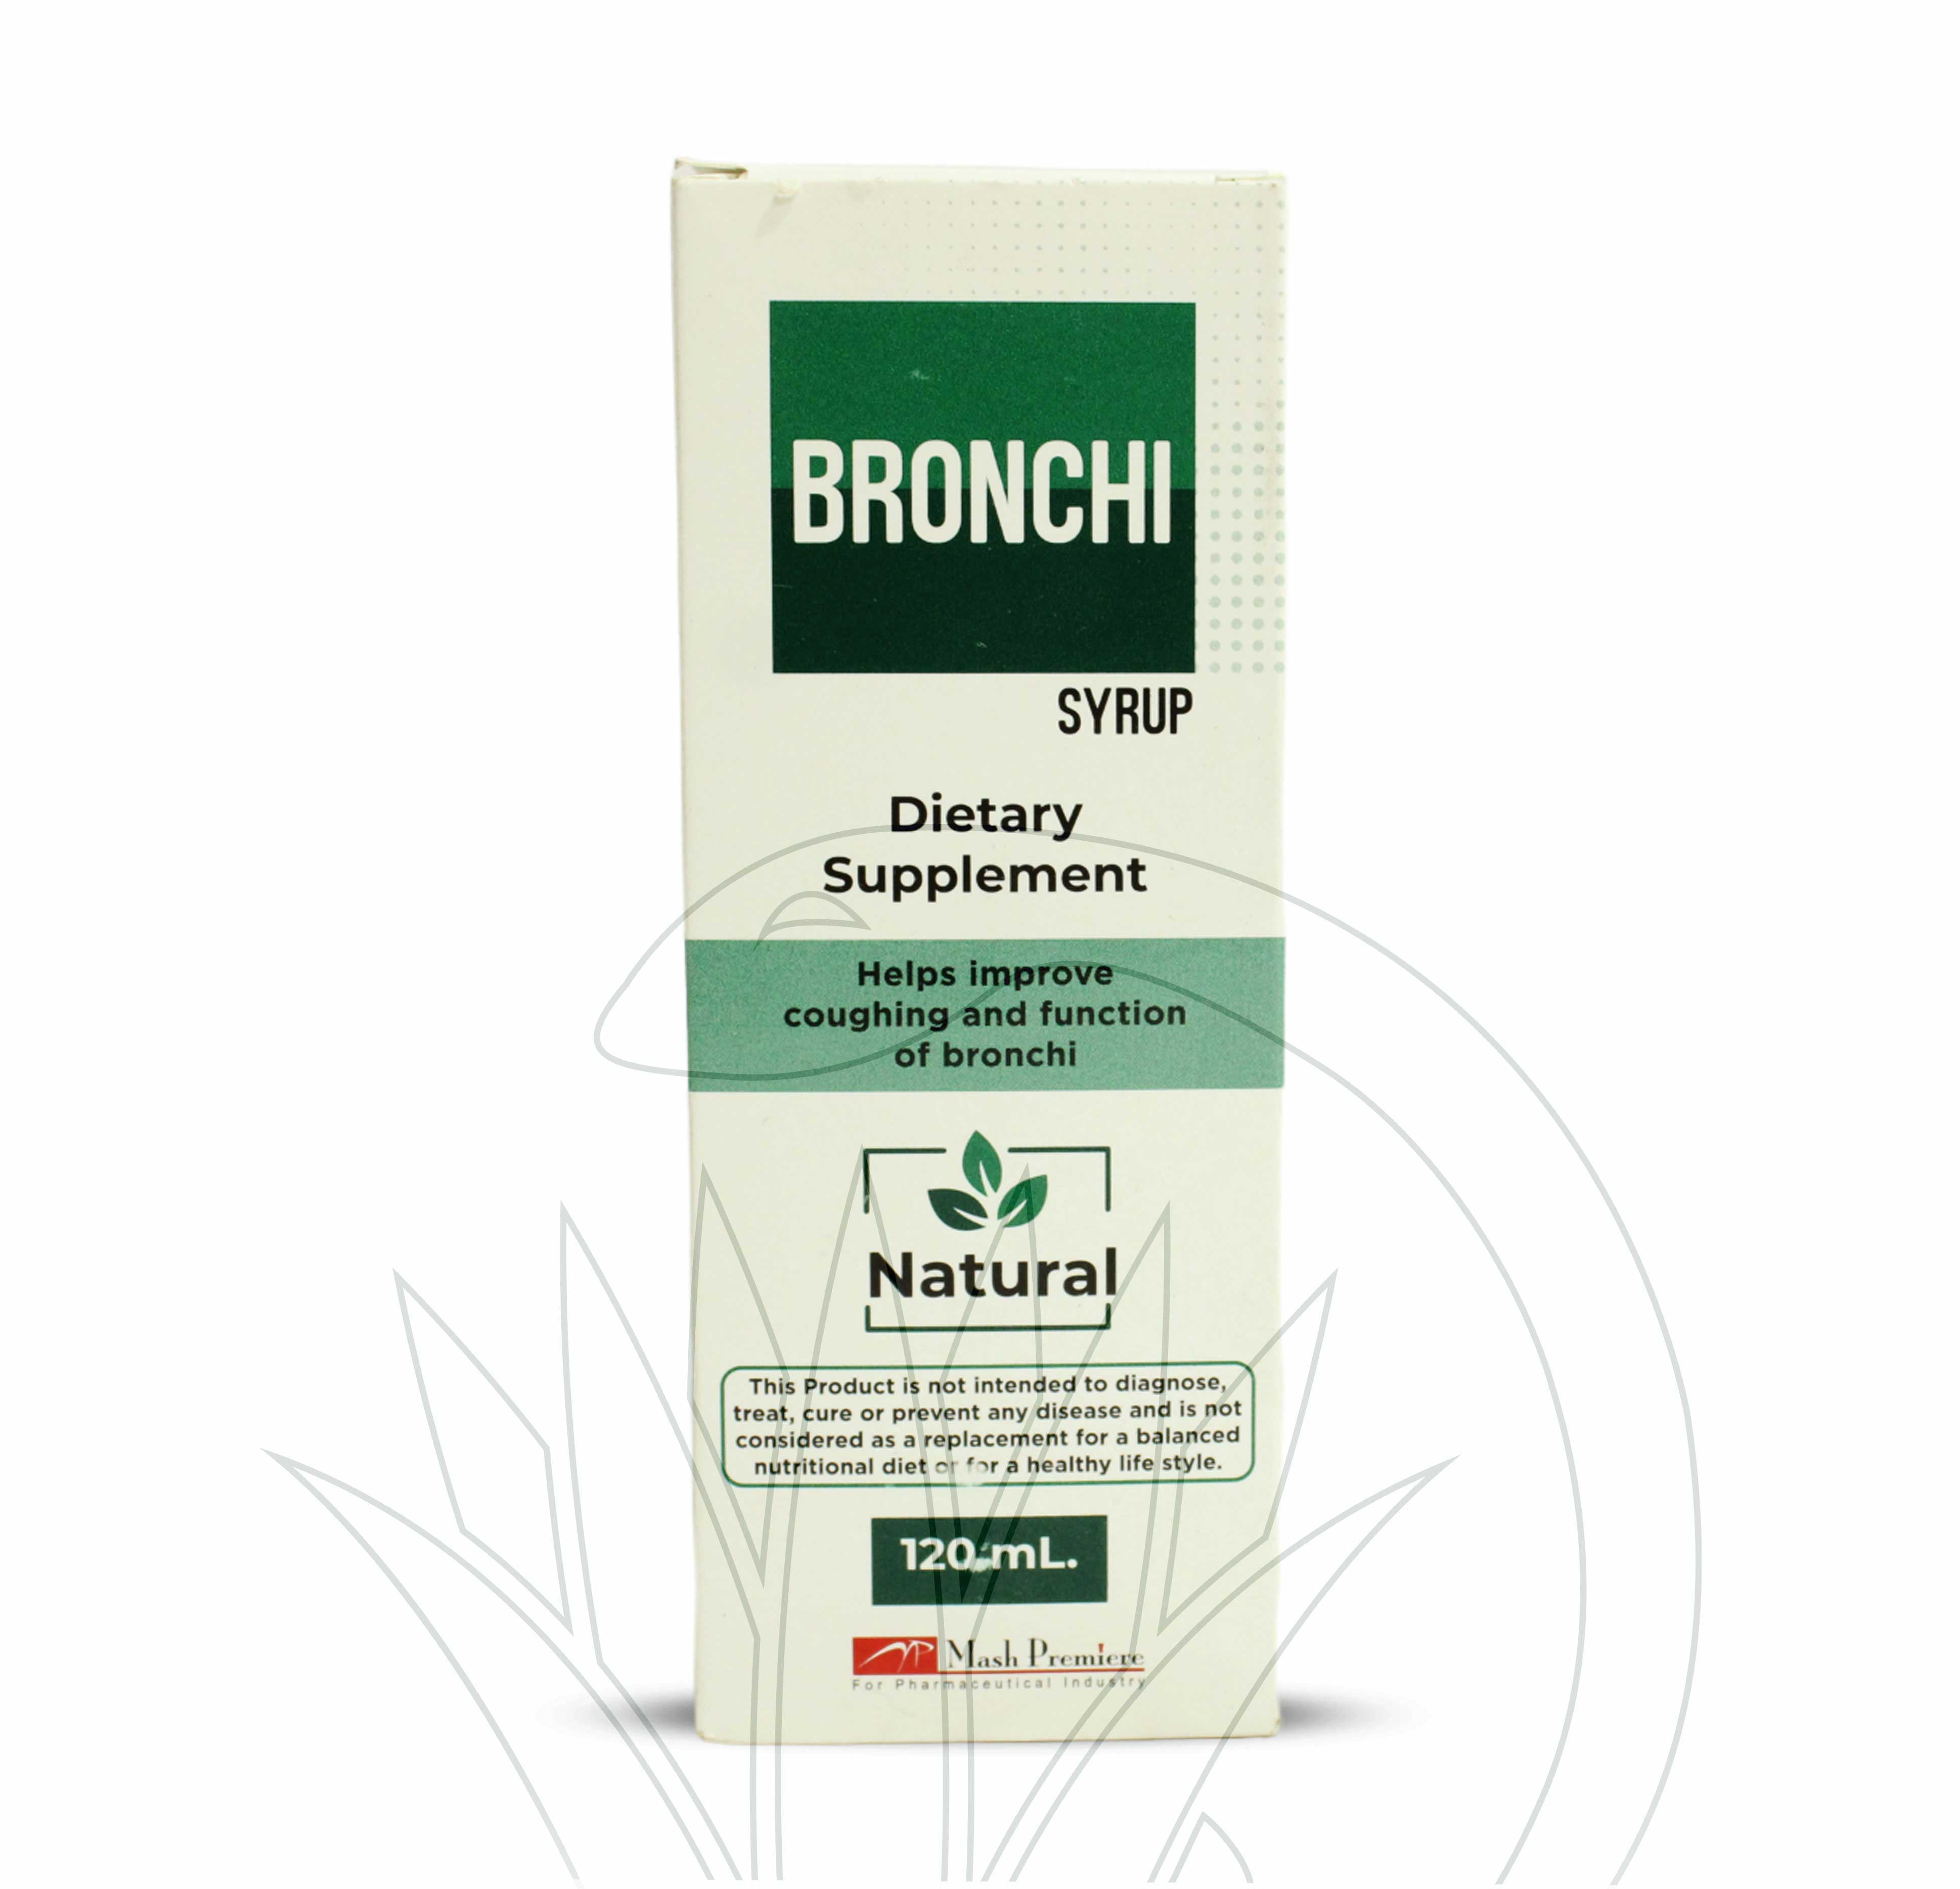 BRONCHI
SYRUP
Dietary
Supplement
Helps improve
coughing and function
of bronchi
Natural
This Product is not intended to diagnose,
treat, cure or prevent any disease and is not
considered as a replacement for a balanced
nutritional diet or for a healthy life style.
120 mL.
MP Mash Premiere
For Pharmaceutical Industry